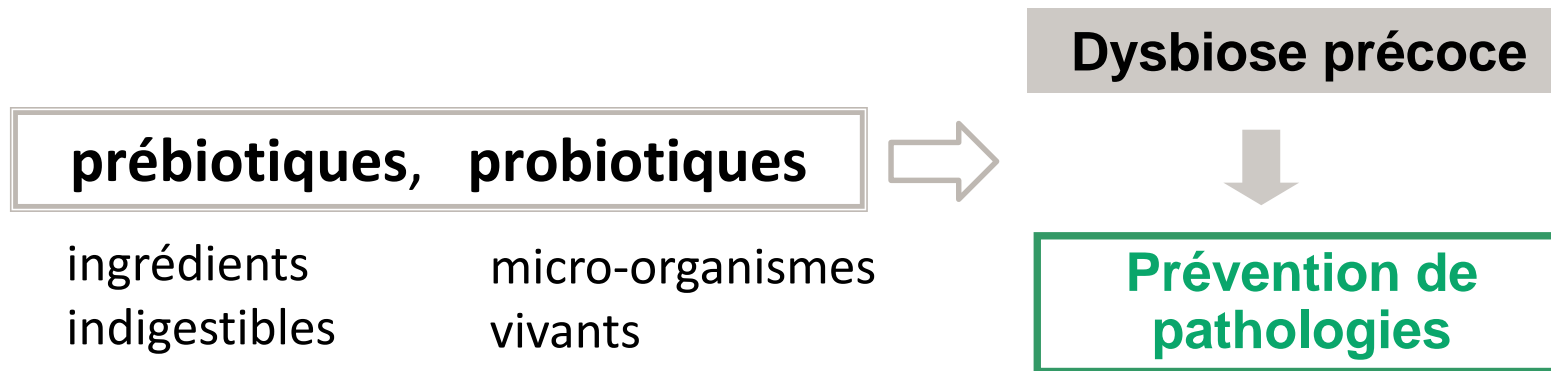 Dysbiose précoce
prébiotiques, probiotiques
ingrédients
indigestibles
micro-organismes
vivants
Prévention de
pathologies